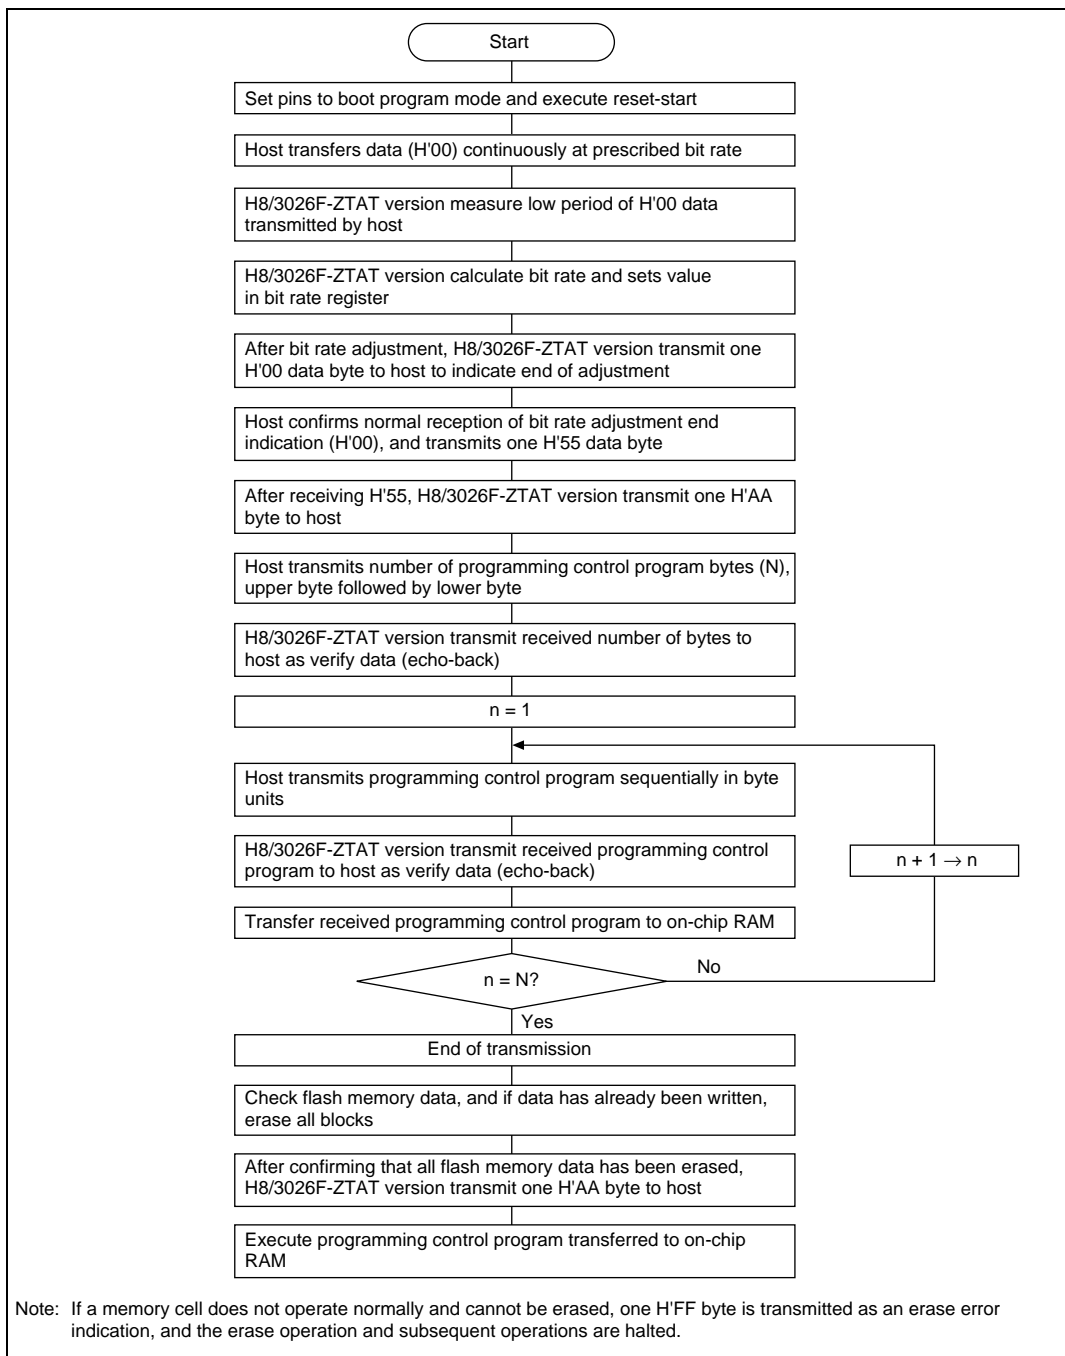 Start
Set pins to boot program mode and execute reset-start
Host transfers data (H'00) continuously at prescribed bit rate
H8/3026F-ZTAT version measure low period of H'00 data
transmitted by host
H8/3026F-ZTAT version calculate bit rate and sets value
in bit rate register
After bit rate adjustment, H8/3026F-ZTAT version transmit one
H'00 data byte to host to indicate end of adjustment
Host confirms normal reception of bit rate adjustment end
indication (H'00), and transmits one H'55 data byte
After receiving H'55, H8/3026F-ZTAT version transmit one H'AA
byte to host
Host transmits number of programming control program bytes (N),
upper byte followed by lower byte
H8/3026F-ZTAT version transmit received number of bytes to
host as verify data (echo-back)
n = 1
Host transmits programming control program sequentially in byte
units
H8/3026F-ZTAT version transmit received programming control
program to host as verify data (echo-back)
n + 1 → n
Transfer received programming control program to on-chip RAM
n = N?
No
Yes
End of transmission
Check flash memory data, and if data has already been written,
erase all blocks
After confirming that all flash memory data has been erased,
H8/3026F-ZTAT version transmit one H'AA byte to host
Execute programming control program transferred to on-chip
RAM
Note: If a memory cell does not operate normally and cannot be erased, one H'FF byte is transmitted as an erase error
indication, and the erase operation and subsequent operations are halted.